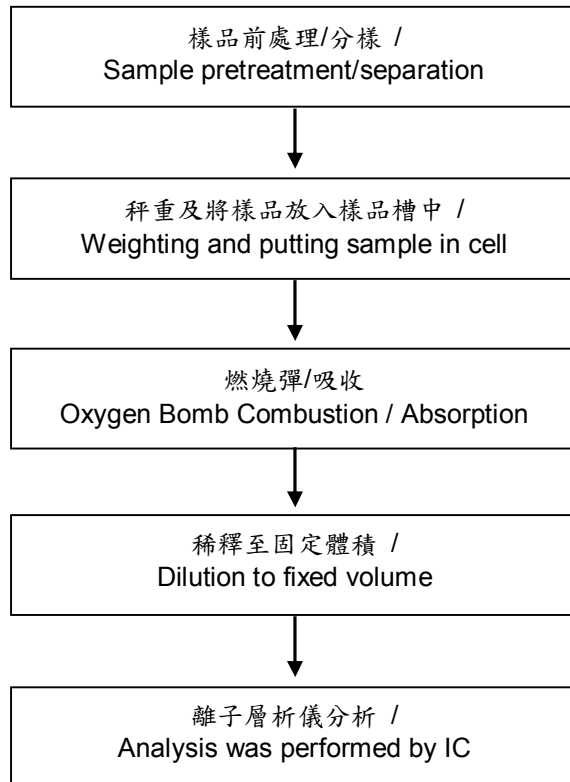 樣品前處理/分樣 /
Sample pretreatment/separation
秤重及將樣品放入樣品槽中 /
Weighting and putting sample in cell
燃燒彈/吸收
Oxygen Bomb Combustion / Absorption
稀釋至固定體積 /
Dilution to fixed volume
離子層析儀分析 /
Analysis was performed by IC